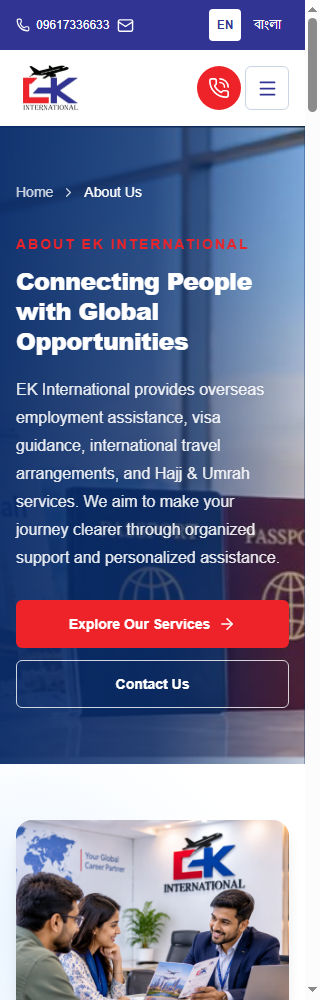 09617336633
EN
বাংলা
EK
INTERNATIONAL
Home > About Us
ABOUT EK INTERNATIONAL
Connecting People
with Global
Opportunities
EK International provides overseas
employment assistance, visa
guidance, international travel
arrangements, and Hajj & Umrah
services. We aim to make your
journey clearer through organized
support and personalized assistance.
PASSPORT
Explore Our Services →
Contact Us
Your Global
Career Partner
EK
INTERNATIONAL